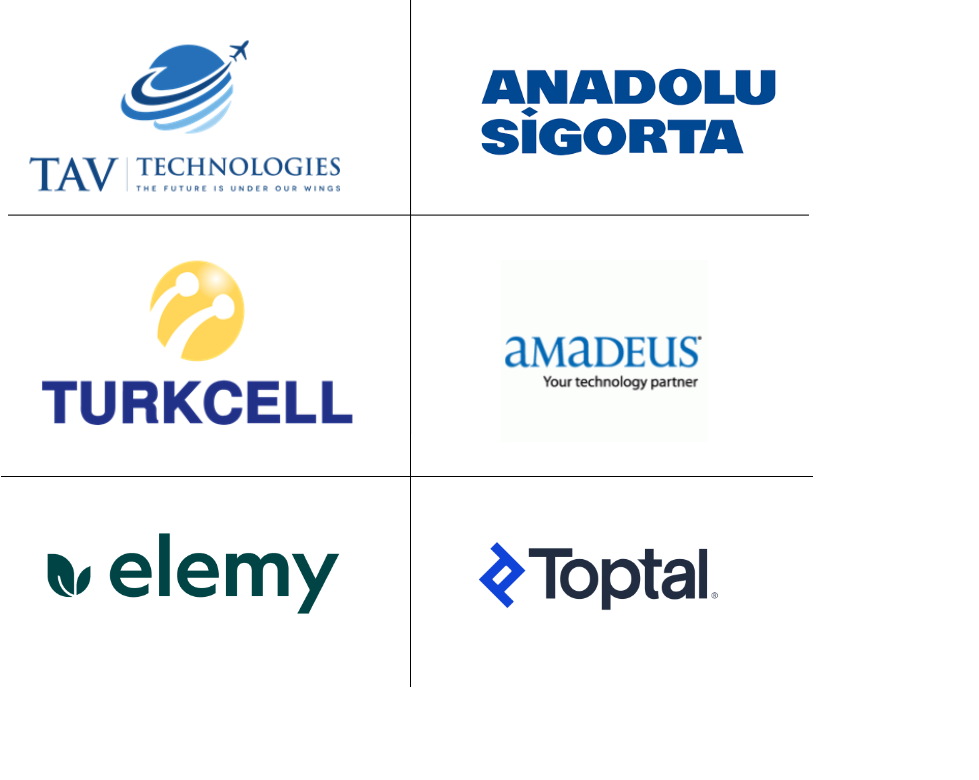 TAV | TECHNOLOGIES
THE FUTURE IS UNDER OUR WINGS
ANADOLU
SİGORTA
TURKCELL
amadeus
Your technology partner
elemy
Toptal®